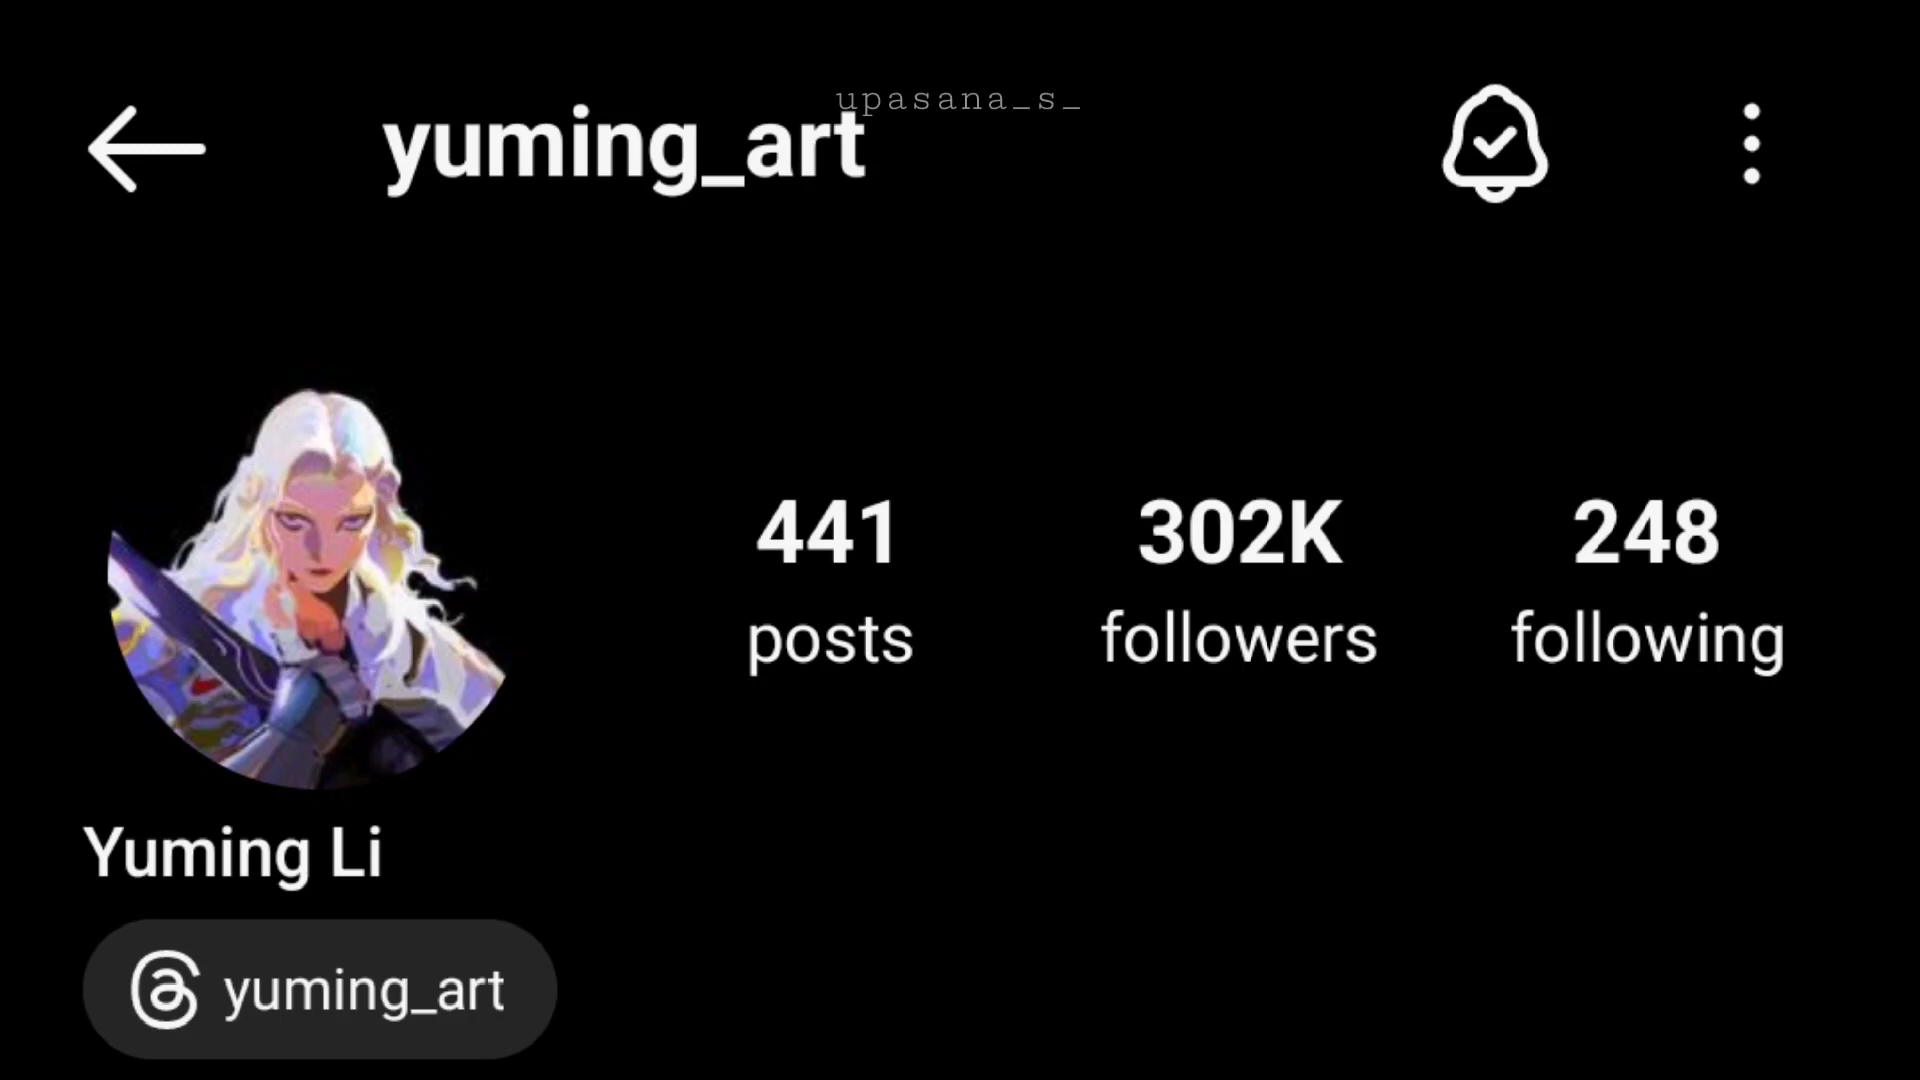 upasana_s_
yuming_art
441 302K 248
posts followers following
Yuming Li
yuming_art